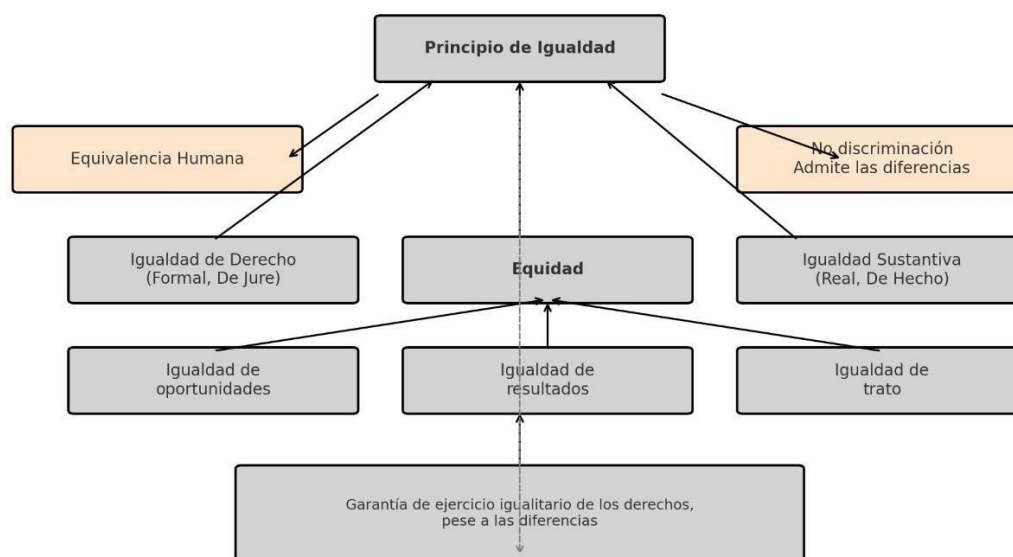 Principio de Igualdad
Equivalencia Humana
No discriminación
Admite las diferencias
Igualdad de Derecho
(Formal, De Jure)
Equidad
Igualdad Sustantiva
(Real, De Hecho)
Igualdad de
oportunidades
Igualdad de
resultados
Igualdad de
trato
Garantía de ejercicio igualitario de los derechos,
pese a las diferencias